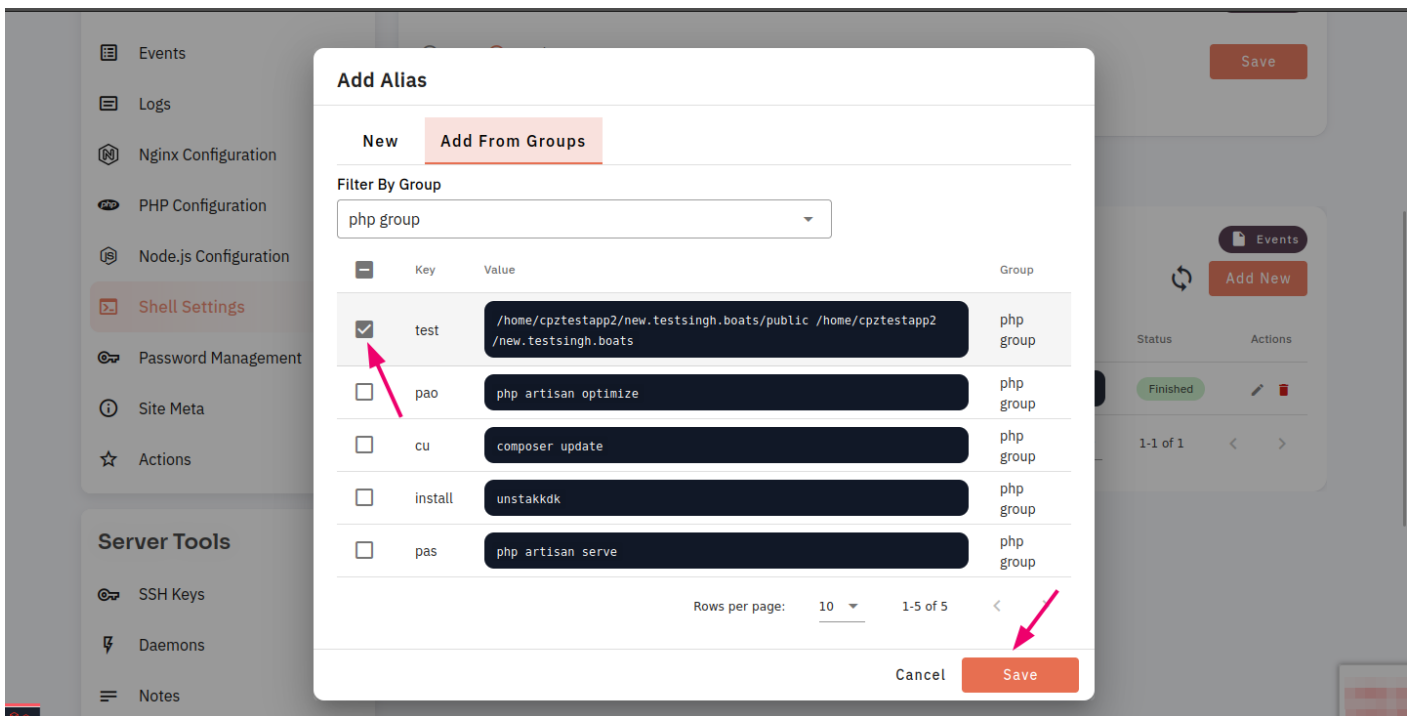 Events
Logs
Nginx Configuration
PHP Configuration
Node.js Configuration
Shell Settings
Password Management
Site Meta
Actions
Server Tools
SSH Keys
Daemons
Notes
Add Alias
New Add From Groups
Filter By Group
php group
Key Value Group
test /home/cpztestapp2/new.testsingh.boats/public /home/cpztestapp2 php
/new.testsingh.boats group
pao php artisan optimize php
group
cu composer update php
group
install unstakkdk php
group
pas php artisan serve php
group
Rows per page: 10 1-5 of 5
Cancel Save
Save
Events
Add New
Status Actions
Finished
1-1 of 1